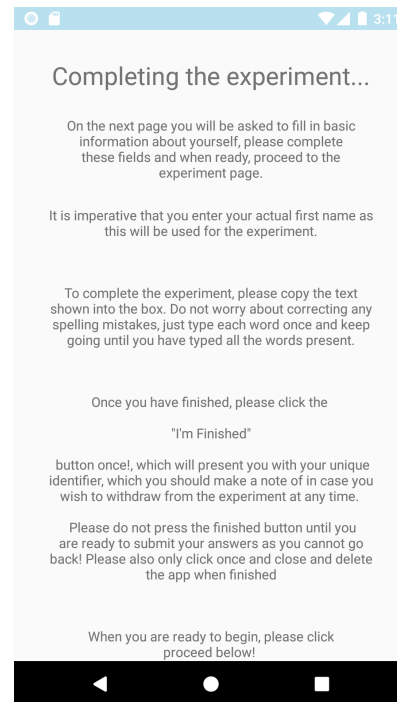 3:11
Completing the experiment...
On the next page you will be asked to fill in basic
information about yourself, please complete
these fields and when ready, proceed to the
experiment page.
It is imperative that you enter your actual first name as
this will be used for the experiment.
To complete the experiment, please copy the text
shown into the box. Do not worry about correcting any
spelling mistakes, just type each word once and keep
going until you have typed all the words present.
Once you have finished, please click the
"I'm Finished"
button once!, which will present you with your unique
identifier, which you should make a note of in case you
wish to withdraw from the experiment at any time.
Please do not press the finished button until you
are ready to submit your answers as you cannot go
back! Please also only click once and close and delete
the app when finished
When you are ready to begin, please click
proceed below!